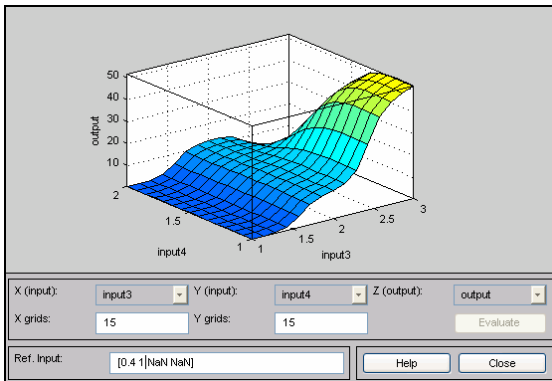 50
40
30
20
10
output
2
1.5
1
input4
1
1.5
2
2.5
3
input3
X (input): input3 Y (input): input4 Z (output): output
X grids: 15 Y grids: 15 Evaluate
Ref. Input: [0.4 1 NaN NaN] Help Close